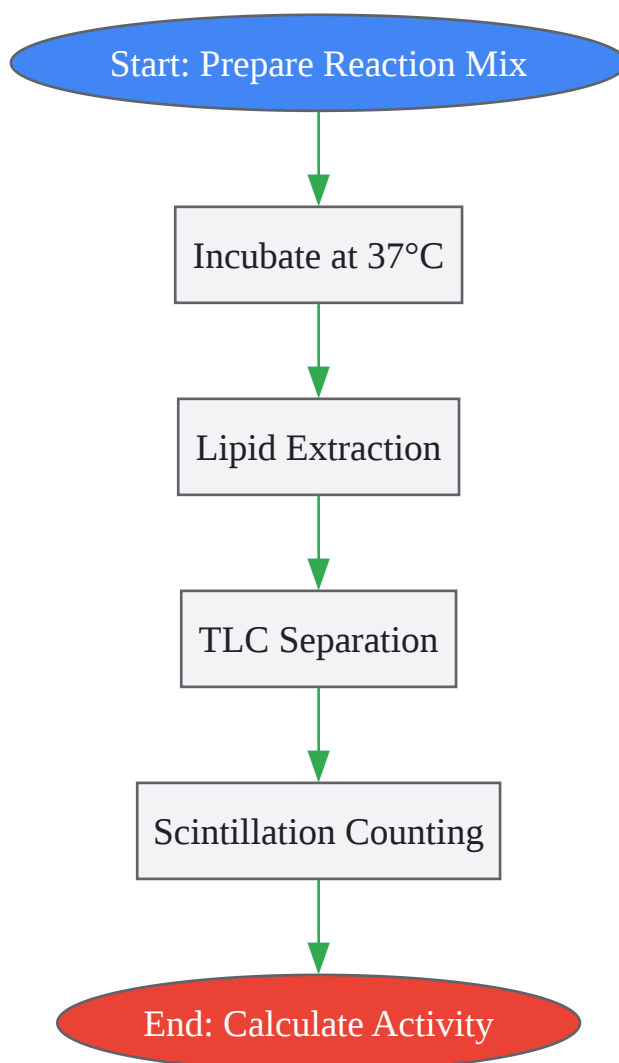 Start: Prepare Reaction Mix
Incubate at 37°C
Lipid Extraction
TLC Separation
Scintillation Counting
End: Calculate Activity